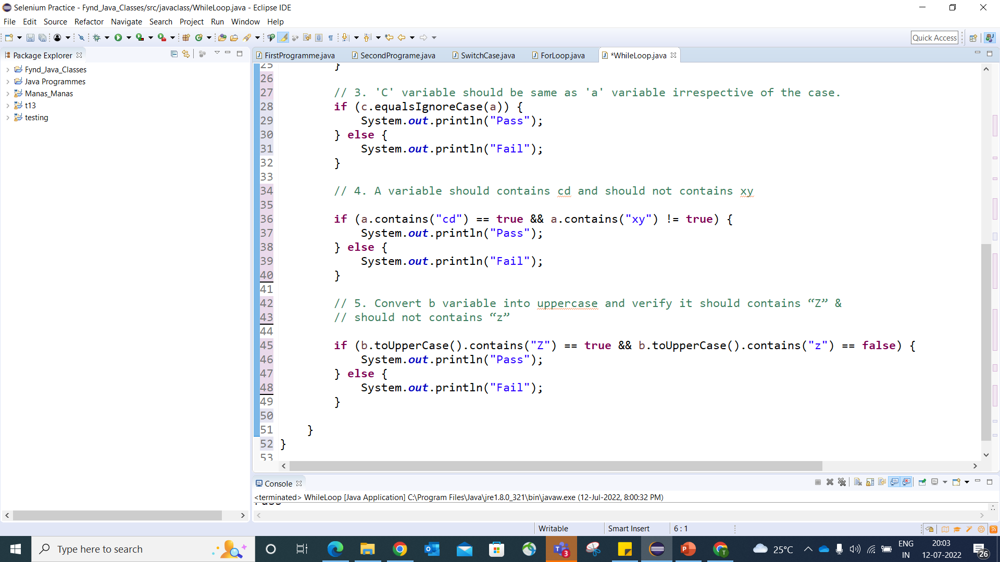 Selenium Practice - Fynd_Java_Classes/src/javaclass/WhileLoop.java - Eclipse IDE
File Edit Source Refactor Navigate Search Project Run Window Help
Quick Access
Package Explorer
FirstProgramme.java SecondPrograme.java SwitchCase.java ForLoop.java *WhileLoop.java
Fynd_Java_Classes
Java Programmes
Manas_Manas
t13
testing
25 }
26
27 // 3. 'C' variable should be same as 'a' variable irrespective of the case.
28 if (c.equalsIgnoreCase(a)) {
29 System.out.println("Pass");
30 } else {
31 System.out.println("Fail");
32 }
33
34 // 4. A variable should contains cd and should not contains xy
35
36 if (a.contains("cd") == true && a.contains("xy") != true) {
37 System.out.println("Pass");
38 } else {
39 System.out.println("Fail");
40 }
41
42 // 5. Convert b variable into uppercase and verify it should contains “Z” &
43 // should not contains “z”
44
45 if (b.toUpperCase().contains("Z") == true && b.toUpperCase().contains("z") == false) {
46 System.out.println("Pass");
47 } else {
48 System.out.println("Fail");
49 }
50
51 }
52 }
53
Console
<terminated> WhileLoop [Java Application] C:\Program Files\Java\jre1.8.0_321\bin\javaw.exe (12-Jul-2022, 8:00:32 PM)
Writable Smart Insert 6 : 1
Type here to search
3
25°C
ENG
IN
20:03
12-07-2022
26